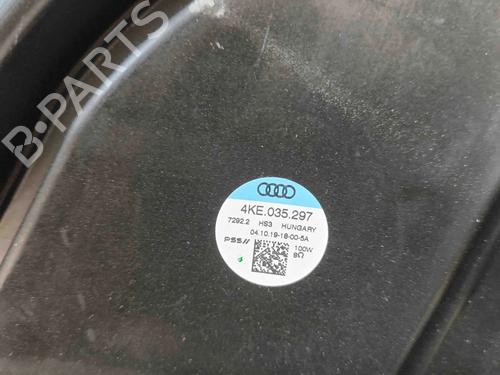 B-PARTS
4KE.035.297
7292.2 HS3 HUNGARY
04.10.19-18-00-5A
PSS// 100W
8Ω